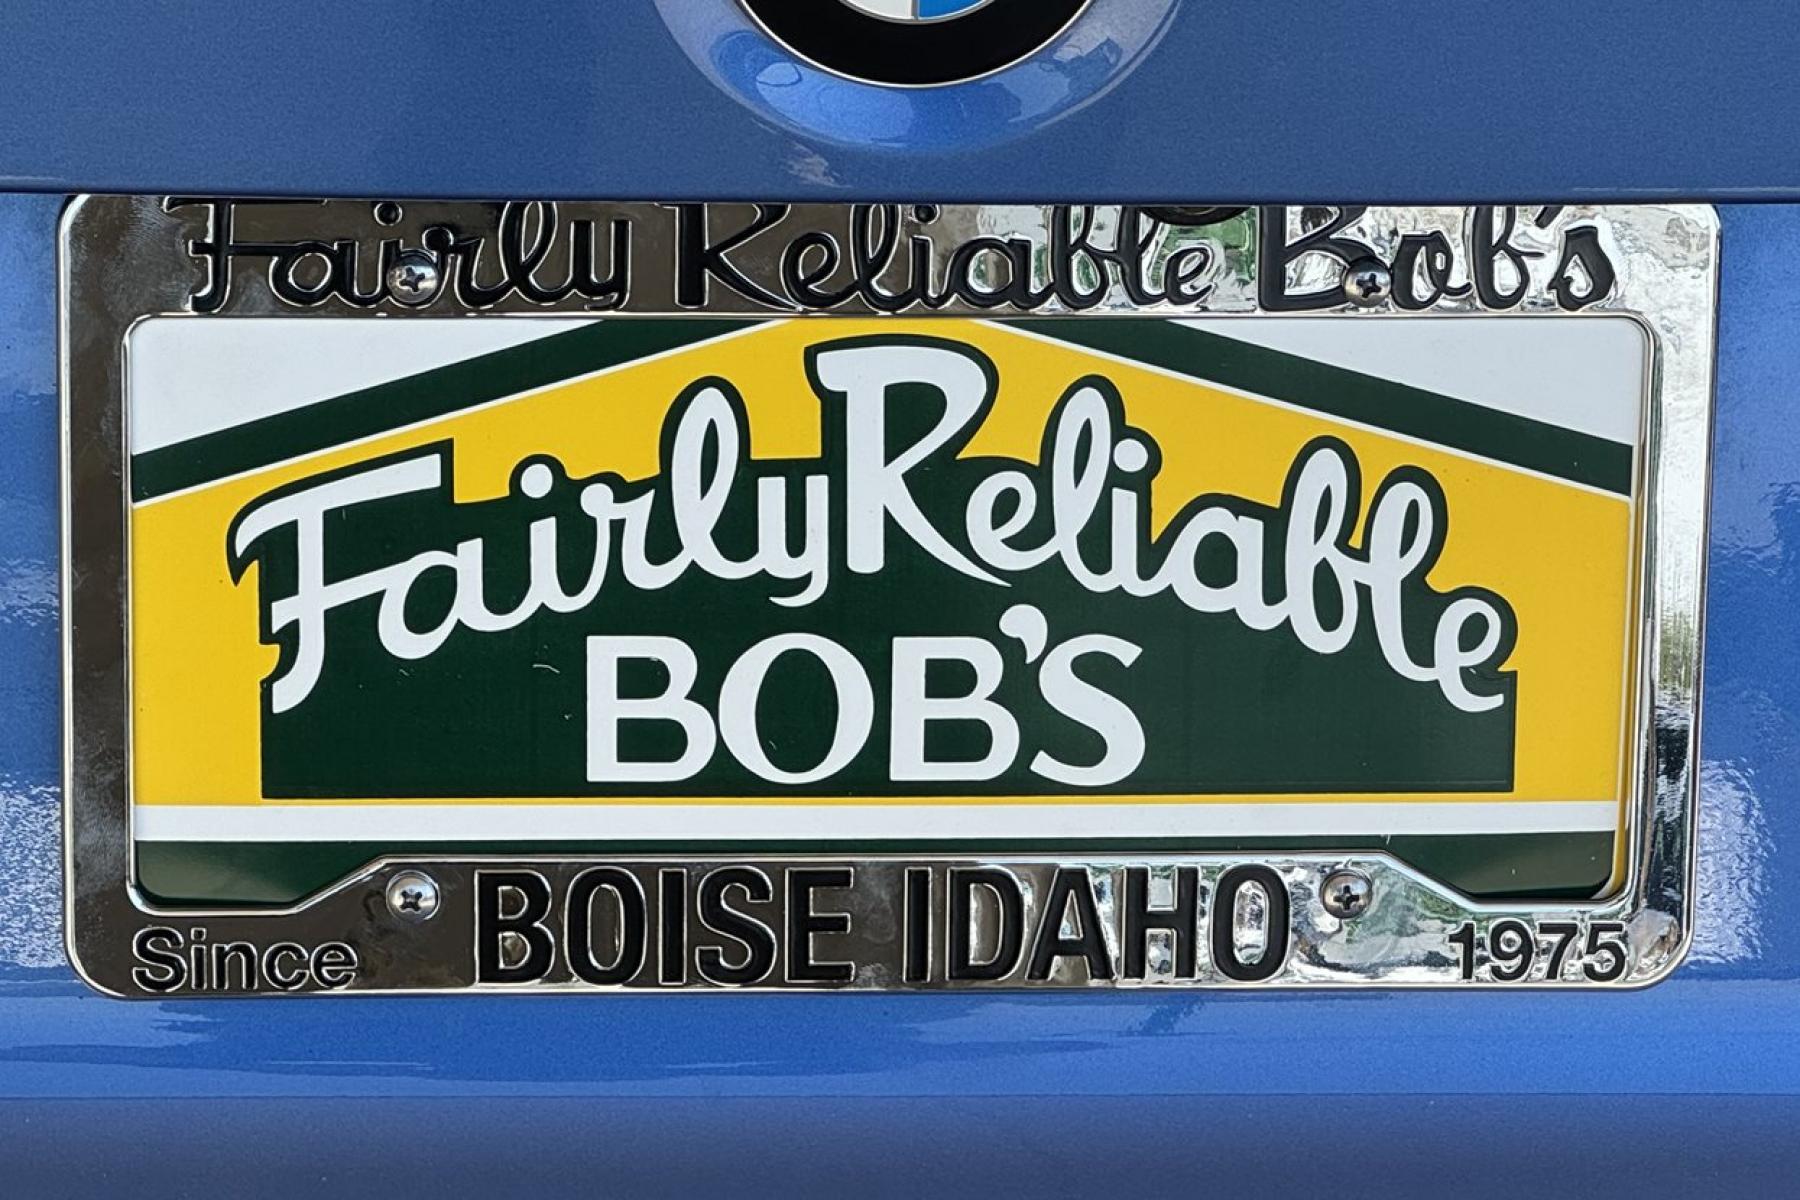 Fairly Reliable Bob's
Fairly Reliable
BOB'S
Since BOISE IDAHO 1975